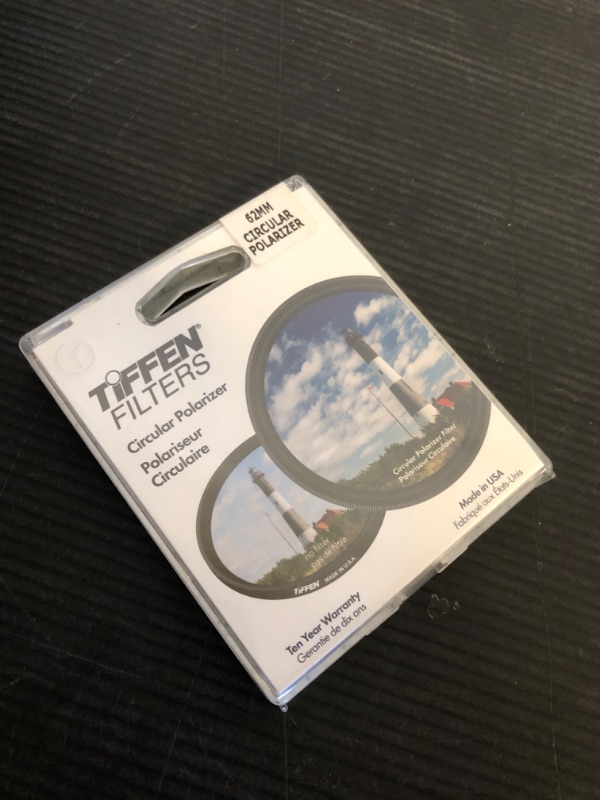 62MM
CIRCULAR
POLARIZER
TiFFEN®
FILTERS
Circular Polarizer
Polariseur
Circulaire
Circular Polarizer Filter
Polariseur Circulaire
no filter
pas de filtre
TiFFEN MADE IN U.S.A.
Made in USA
Fabriqué aux États-Unis
Ten Year Warranty
Garantie de dix ans